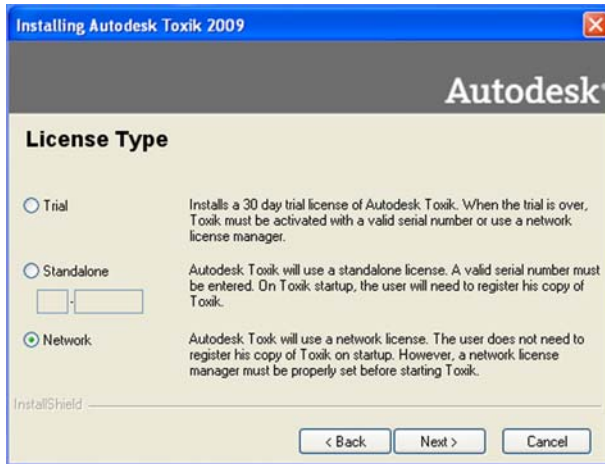 Installing Autodesk Toxik 2009
Autodesk
License Type
Trial
Installs a 30 day trial license of Autodesk Toxik. When the trial is over,
Toxik must be activated with a valid serial number or use a network
license manager.
Standalone
Autodesk Toxik will use a standalone license. A valid serial number must
be entered. On Toxik startup, the user will need to register his copy of
Toxik.
-
Network
Autodesk Toxk will use a network license. The user does not need to
register his copy of Toxik on startup. However, a network license
manager must be properly set before starting Toxik.
InstallShield
< Back
Next >
Cancel